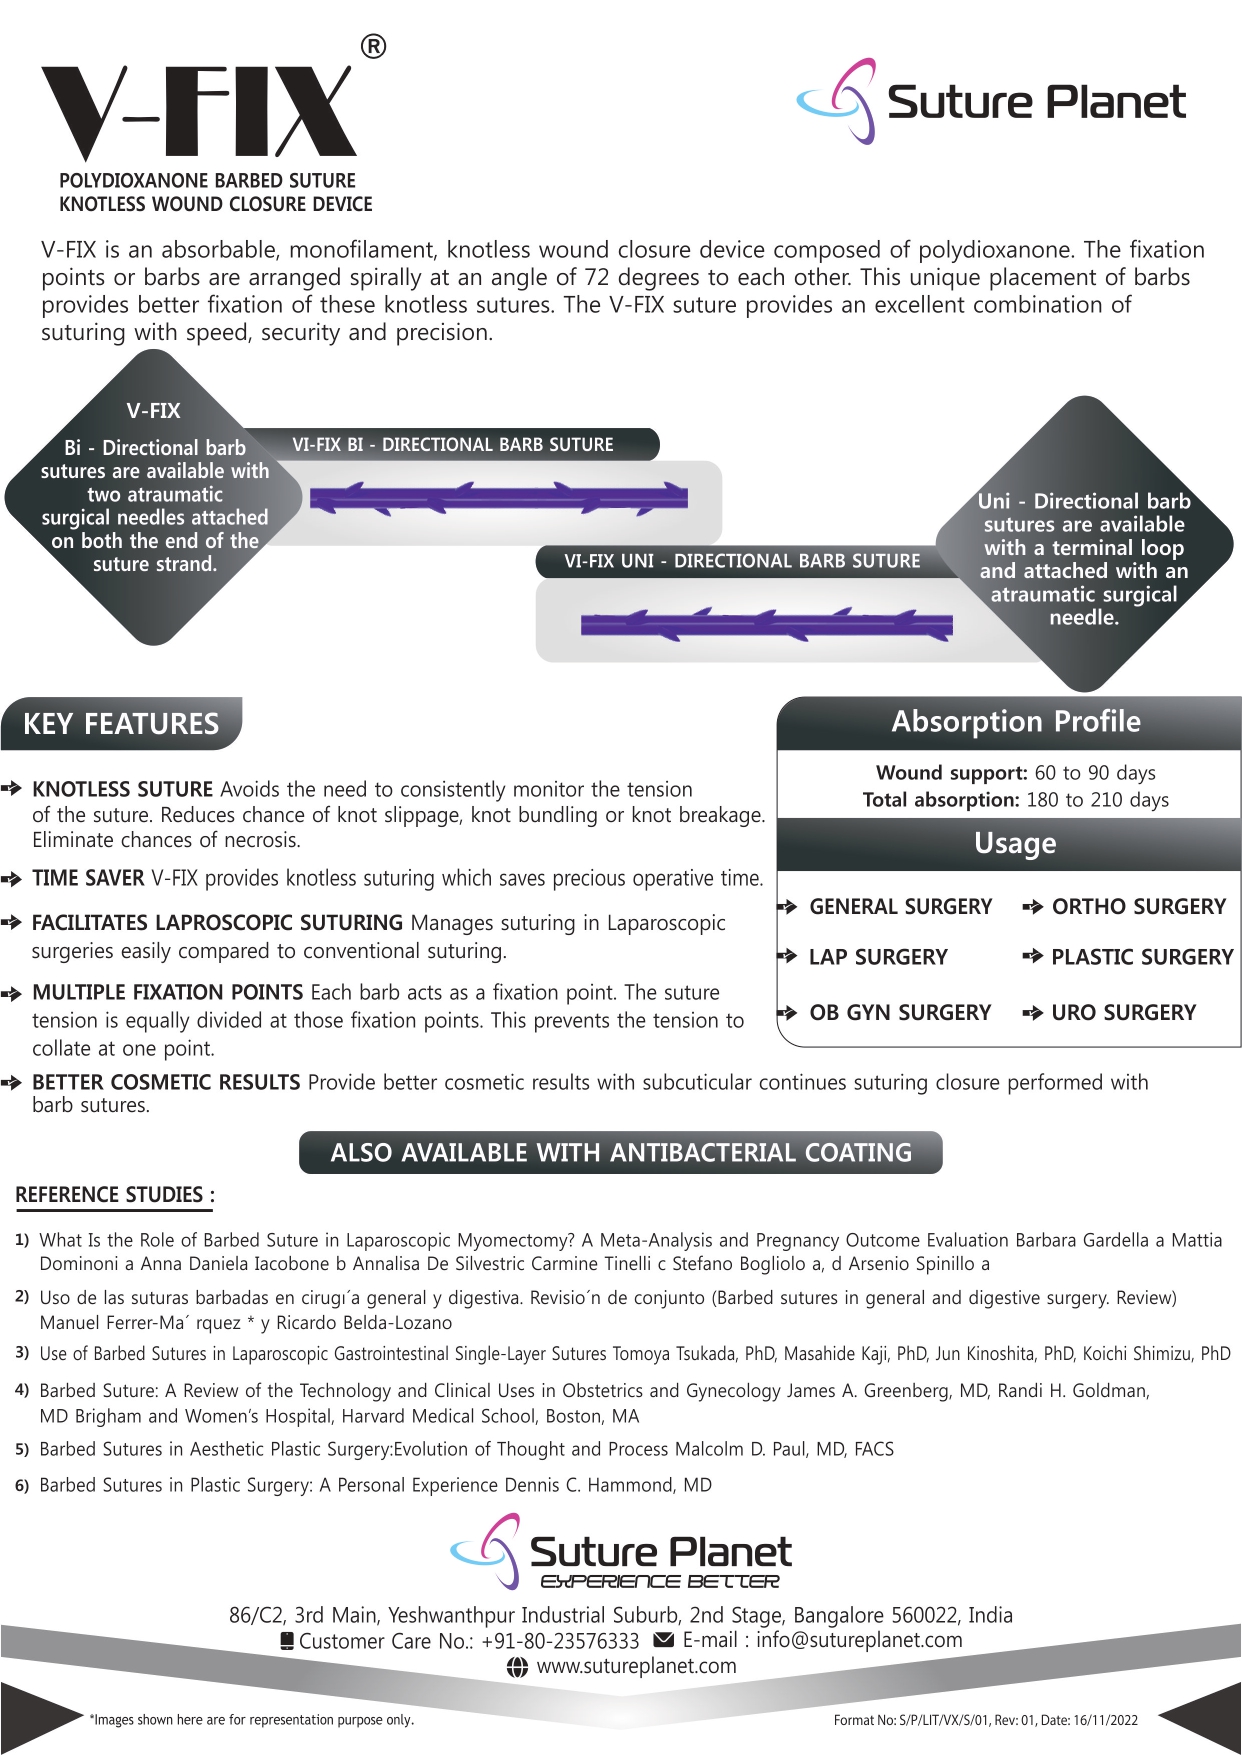 V-FIX®
Suture Planet
POLYDIOXANONE BARBED SUTURE
KNOTLESS WOUND CLOSURE DEVICE
V-FIX is an absorbable, monofilament, knotless wound closure device composed of polydioxanone. The fixation
points or barbs are arranged spirally at an angle of 72 degrees to each other. This unique placement of barbs
provides better fixation of these knotless sutures. The V-FIX suture provides an excellent combination of
suturing with speed, security and precision.
V-FIX
Bi - Directional barb
sutures are available with
two atraumatic
surgical needles attached
on both the end of the
suture strand.
VI-FIX BI - DIRECTIONAL BARB SUTURE
VI-FIX UNI - DIRECTIONAL BARB SUTURE
Uni - Directional barb
sutures are available
with a terminal loop
and attached with an
atraumatic surgical
needle.
KEY FEATURES
KNOTLESS SUTURE Avoids the need to consistently monitor the tension
of the suture. Reduces chance of knot slippage, knot bundling or knot breakage.
Eliminate chances of necrosis.
TIME SAVER V-FIX provides knotless suturing which saves precious operative time.
FACILITATES LAPROSCOPIC SUTURING Manages suturing in Laparoscopic
surgeries easily compared to conventional suturing.
MULTIPLE FIXATION POINTS Each barb acts as a fixation point. The suture
tension is equally divided at those fixation points. This prevents the tension to
collate at one point.
BETTER COSMETIC RESULTS Provide better cosmetic results with subcuticular continues suturing closure performed with
barb sutures.
Absorption Profile
Wound support: 60 to 90 days
Total absorption: 180 to 210 days
Usage
GENERAL SURGERY
ORTHO SURGERY
LAP SURGERY
PLASTIC SURGERY
OB GYN SURGERY
URO SURGERY
ALSO AVAILABLE WITH ANTIBACTERIAL COATING
REFERENCE STUDIES :
1) What Is the Role of Barbed Suture in Laparoscopic Myomectomy? A Meta-Analysis and Pregnancy Outcome Evaluation Barbara Gardella a Mattia
Dominoni a Anna Daniela Iacobone b Annalisa De Silvestric Carmine Tinelli c Stefano Bogliolo a, d Arsenio Spinillo a
2) Uso de las suturas barbadas en cirugı´a general y digestiva. Revisio´n de conjunto (Barbed sutures in general and digestive surgery. Review)
Manuel Ferrer-Ma´ rquez * y Ricardo Belda-Lozano
3) Use of Barbed Sutures in Laparoscopic Gastrointestinal Single-Layer Sutures Tomoya Tsukada, PhD, Masahide Kaji, PhD, Jun Kinoshita, PhD, Koichi Shimizu, PhD
4) Barbed Suture: A Review of the Technology and Clinical Uses in Obstetrics and Gynecology James A. Greenberg, MD, Randi H. Goldman,
MD Brigham and Women's Hospital, Harvard Medical School, Boston, MA
5) Barbed Sutures in Aesthetic Plastic Surgery:Evolution of Thought and Process Malcolm D. Paul, MD, FACS
6) Barbed Sutures in Plastic Surgery: A Personal Experience Dennis C. Hammond, MD
Suture Planet
EXPERIENCE BETTER
86/C2, 3rd Main, Yeshwanthpur Industrial Suburb, 2nd Stage, Bangalore 560022, India
Customer Care No.: +91-80-23576333 E-mail : info@sutureplanet.com
www.sutureplanet.com
*Images shown here are for representation purpose only.
Format No: S/P/LIT/VX/S/01, Rev: 01, Date: 16/11/2022